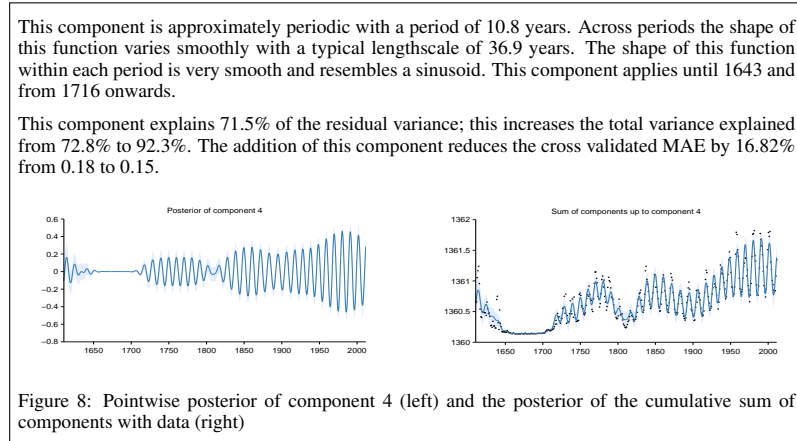 This component is approximately periodic with a period of 10.8 years. Across periods the shape of
this function varies smoothly with a typical lengthscale of 36.9 years. The shape of this function
within each period is very smooth and resembles a sinusoid. This component applies until 1643 and
from 1716 onwards.
This component explains 71.5% of the residual variance; this increases the total variance explained
from 72.8% to 92.3%. The addition of this component reduces the cross validated MAE by 16.82%
from 0.18 to 0.15.
Posterior of component 4
0.6
0.4
0.2
0
−0.2
−0.4
−0.6
−0.8
1650 1700 1750 1800 1850 1900 1950 2000
Sum of components up to component 4
1362
1361.5
1361
1360.5
1360
1650 1700 1750 1800 1850 1900 1950 2000
Figure 8: Pointwise posterior of component 4 (left) and the posterior of the cumulative sum of
components with data (right)